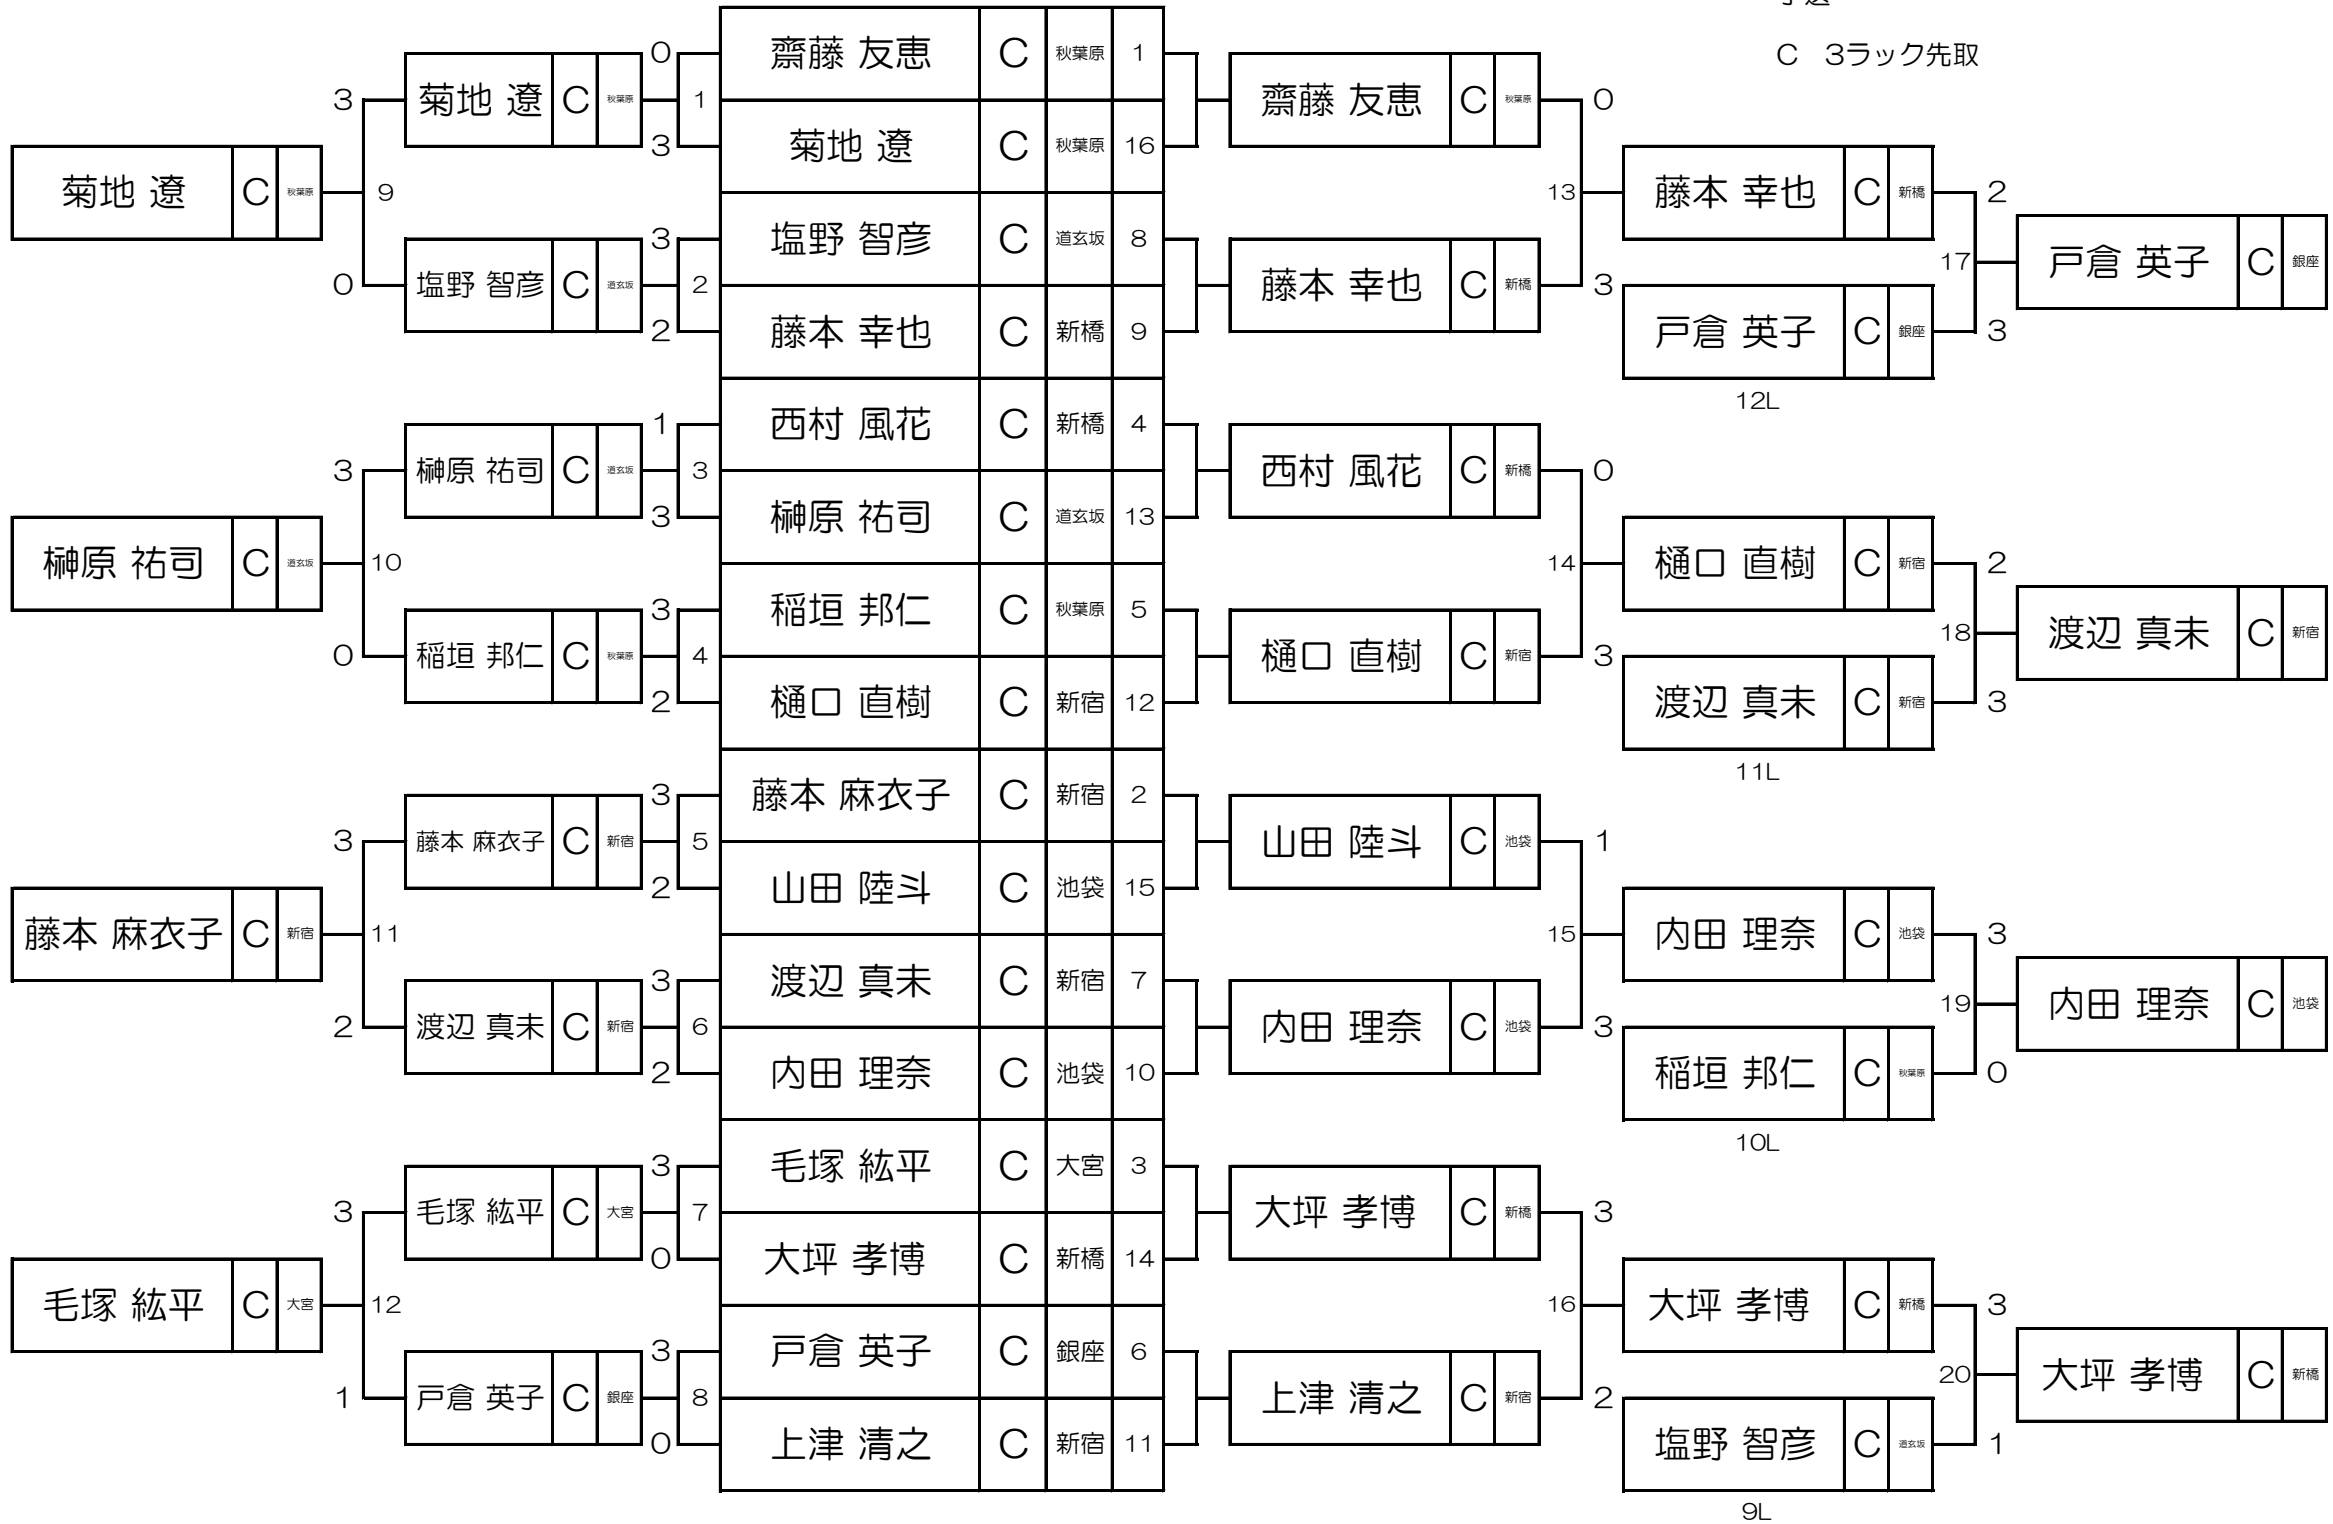 C 3ラック先取
0 齋藤 友恵 C 秋葉原 1
3 菊地 遼 C 秋葉原 1 齋藤 友恵 C 秋葉原 0
3 菊地 遼 C 秋葉原 16
菊地 遼 C 秋葉原 9 13 藤本 幸也 C 新橋 2
3 塩野 智彦 C 道玄坂 8
17 戸倉 英子 C 銀座
0 塩野 智彦 C 道玄坂 2 藤本 幸也 C 新橋 3
2 藤本 幸也 C 新橋 9 戸倉 英子 C 銀座 3
12L
1 西村 風花 C 新橋 4
3 榊原 祐司 C 道玄坂 3 西村 風花 C 新橋 0
3 榊原 祐司 C 道玄坂 13
榊原 祐司 C 道玄坂 10 14 樋口 直樹 C 新宿 2
3 稲垣 邦仁 C 秋葉原 5
18 渡辺 真未 C 新宿
0 稲垣 邦仁 C 秋葉原 4 樋口 直樹 C 新宿 3
2 樋口 直樹 C 新宿 12 渡辺 真未 C 新宿 3
11L
3 藤本 麻衣子 C 新宿 2
3 藤本 麻衣子 C 新宿 5 山田 陸斗 C 池袋 1
2 山田 陸斗 C 池袋 15
藤本 麻衣子 C 新宿 11 15 内田 理奈 C 池袋 3
3 渡辺 真未 C 新宿 7
19 内田 理奈 C 池袋
2 渡辺 真未 C 新宿 6 内田 理奈 C 池袋 3
2 内田 理奈 C 池袋 10 稲垣 邦仁 C 秋葉原 0
10L
3 毛塚 紘平 C 大宮 3
3 毛塚 紘平 C 大宮 7 大坪 孝博 C 新橋 3
0 大坪 孝博 C 新橋 14
毛塚 紘平 C 大宮 12 16 大坪 孝博 C 新橋 3
3 戸倉 英子 C 銀座 6
20 大坪 孝博 C 新橋
1 戸倉 英子 C 銀座 8 上津 清之 C 新宿 2
0 上津 清之 C 新宿 11 塩野 智彦 C 道玄坂 1
9L